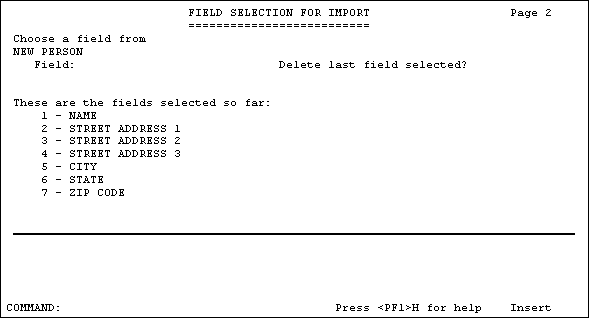 FIELD SELECTION FOR IMPORT Page 2
==========================
Choose a field from
NEW PERSON
Field: Delete last field selected?
These are the fields selected so far:
1 - NAME
2 - STREET ADDRESS 1
3 - STREET ADDRESS 2
4 - STREET ADDRESS 3
5 - CITY
6 - STATE
7 - ZIP CODE
COMMAND: Press <PF1>H for help Insert